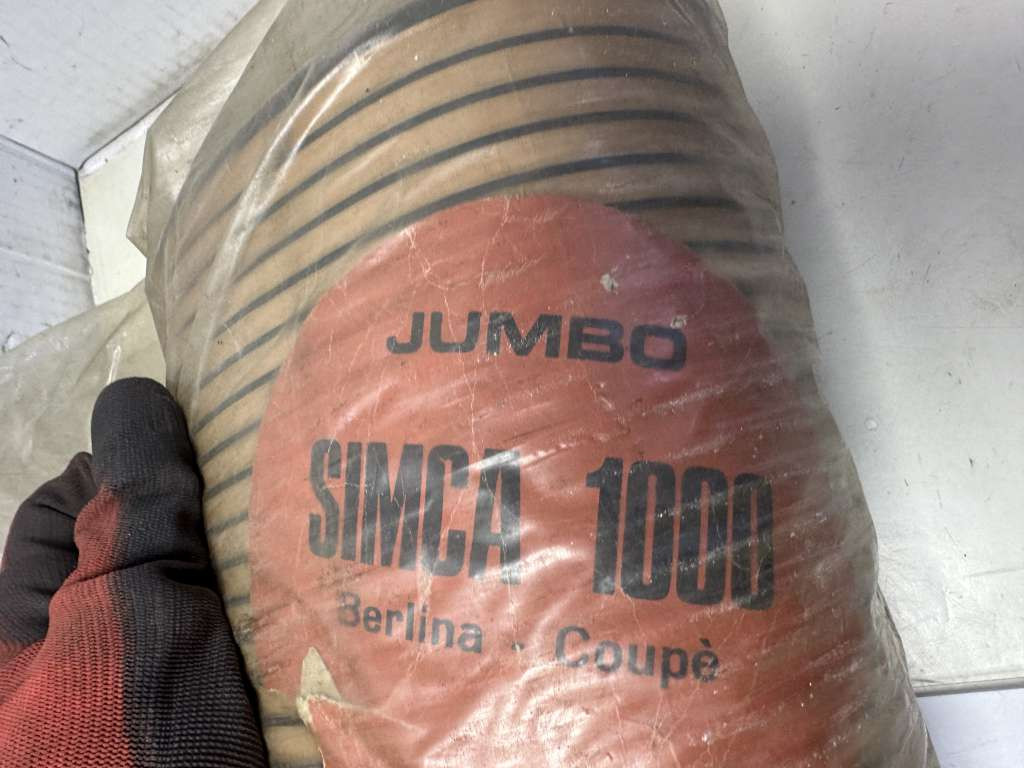 JUMBO
SIMCA 1000
Berlina - Coupè